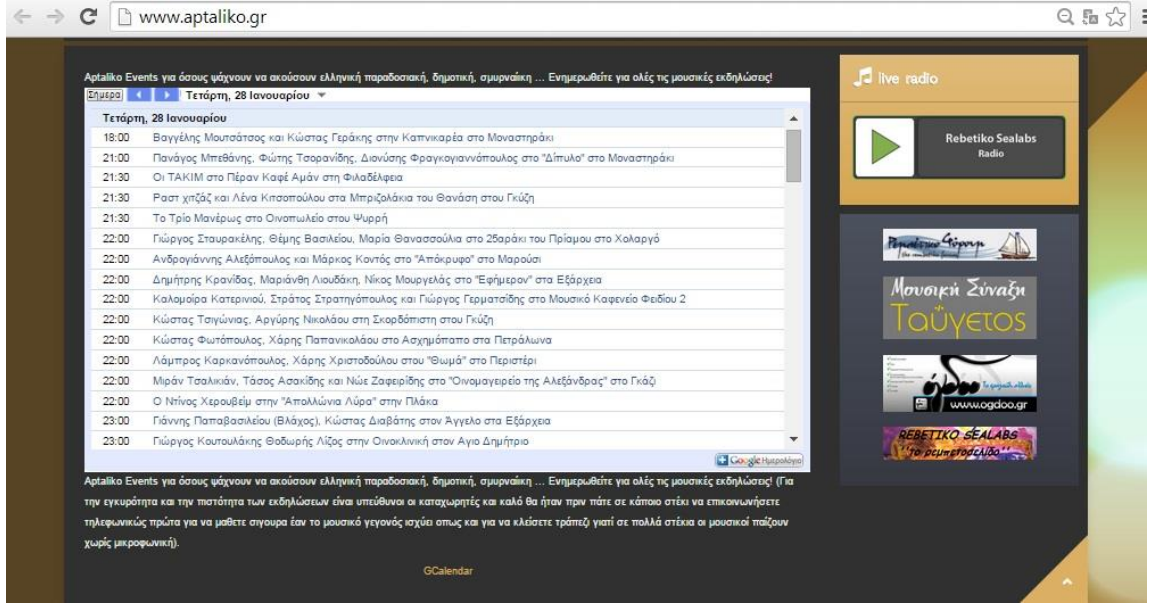 www.aptaliko.gr
Aptaliko Events για όσους ψάχνουν να ακούσουν ελληνική παραδοσιακή, δημοτική, σμυρναίικη ... Ενημερωθείτε για ολές τις μουσικές εκδηλώσεις!
Σήμερα Τετάρτη, 28 Ιανουαρίου
Τετάρτη, 28 Ιανουαρίου
18:00 Βαγγέλης Μουτσάτσος και Κώστας Γεράκης στην Καπνικαρέα στο Μοναστηράκι
21:00 Πανάγος Μπεθάνης, Φώτης Τσορανίδης, Διονύσης Φραγκογιαννόπουλος στο "Δίπυλο" στο Μοναστηράκι
21:30 Οι ΤΑΚΙΜ στο Πέραν Καφέ Αμάν στη Φιλαδέλφεια
21:30 Ραστ χιτζάζ και Λένα Κιτσοπούλου στα Μπριζολάκια του Θανάση στου Γκύζη
21:30 Το Τρίο Μανέρως στο Οινοπωλείο στου Ψυρρή
22:00 Γιώργος Σταυρακέλης, Θέμης Βασιλείου, Μαρία Θανασσούλια στο 25αράκι του Πρίαμου στο Χολαργό
22:00 Ανδρογιάννης Αλεξόπουλος και Μάρκος Κοντός στο "Απόκρυφο" στο Μαρούσι
22:00 Δημήτρης Κρανίδας, Μαριάνθη Λιουδάκη, Νίκος Μουργελάς στο "Εφήμερον" στα Εξάρχεια
22:00 Καλομοίρα Κατερινιού, Στράτος Στρατηγόπουλος και Γιώργος Γερματσίδης στο Μουσικό Καφενείο Φειδίου 2
22:00 Κώστας Τσιγώνιας, Αργύρης Νικολάου στη Σκορδόπιστη στου Γκύζη
22:00 Κώστας Φωτόπουλος, Χάρης Παπανικολάου στο Ασχημόπαπο στα Πετράλωνα
22:00 Λάμπρος Καρκανόπουλος, Χάρης Χριστοδούλου στου "Θωμά" στο Περιστέρι
22:00 Μιράν Τσαλικιάν, Τάσος Ασακίδης και Νώε Ζαφειρίδης στο "Οινομαγειρείο της Αλεξάνδρας" στο Γκάζι
22:00 Ο Ντίνος Χερουβείμ στην "Απολλώνια Λύρα" στην Πλάκα
23:00 Γιάννης Παπαβασιλείου (Βλάχος), Κώστας Διαβάτης στον Άγγελο στα Εξάρχεια
23:00 Γιώργος Κουτουλάκης Θοδωρής Λίζος στην Οινοκλινική στον Αγιο Δημήτριο
Google Ημερολόγιο
Aptaliko Events για όσους ψάχνουν να ακούσουν ελληνική παραδοσιακή, δημοτική, σμυρναίικη ... Ενημερωθείτε για ολές τις μουσικές εκδηλώσεις! (Για
την εγκυρότητα και την πιστότητα των εκδηλώσεων είναι υπεύθυνοι οι καταχωρητές και καλό θα ήταν πριν πάτε σε κάποιο στέκι να επικοινωνήσετε
τηλεφωνικώς πρώτα για να μαθετε σιγουρα έαν το μουσικό γεγονός ισχύει οπως και για να κλείσετε τράπεζι γιατί σε πολλά στέκια οι μουσικοί παίζουν
χωρίς μικροφωνική).
GCalendar
live radio
Rebetiko Sealabs
Radio
Ρεμπέτικο Φόρουμ
Μουσική Σύναξη
Ταΰγετος
όγδοο
www.ogdoo.gr
REBETIKO SEALABS
"το ρεμπετοσέλιδο"